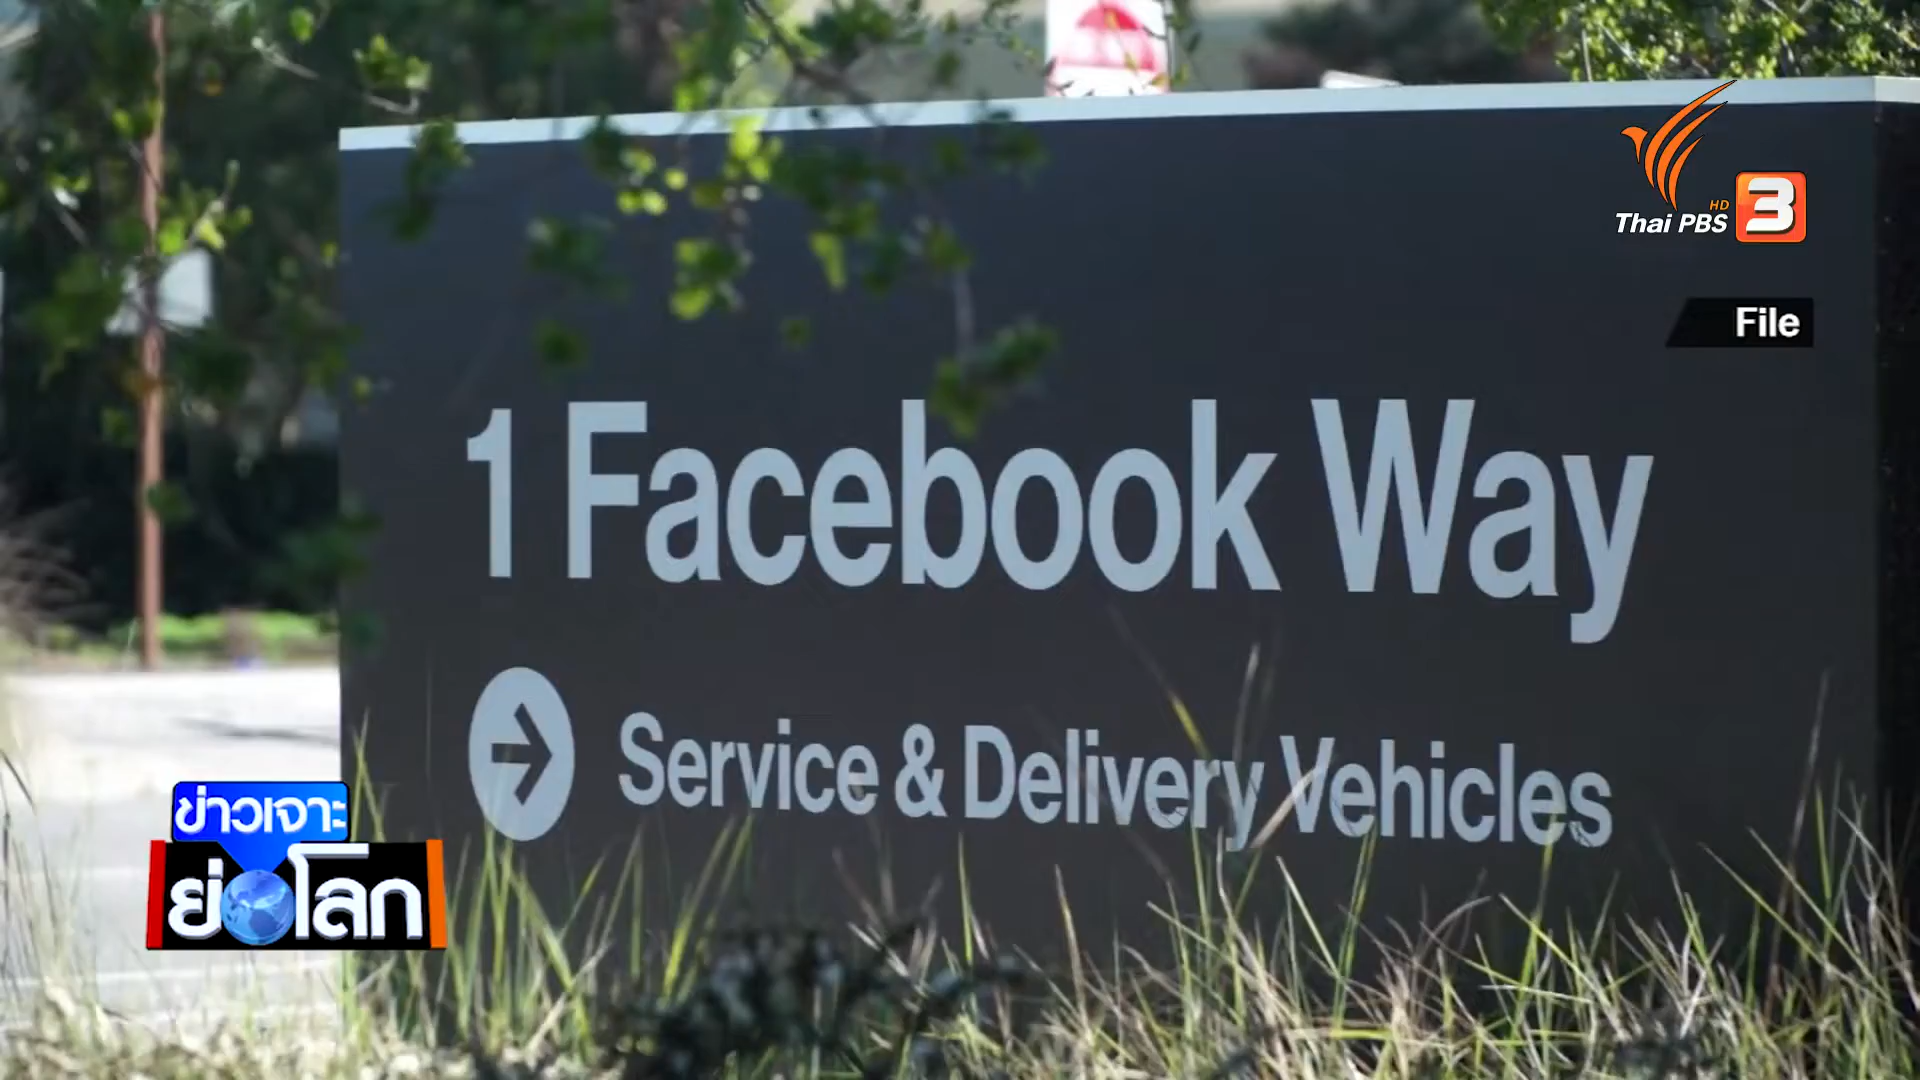 Thai PBS HD 3
File
1 Facebook Way
→ Service & Delivery Vehicles
ข่าวเจาะ
ย่อโลก